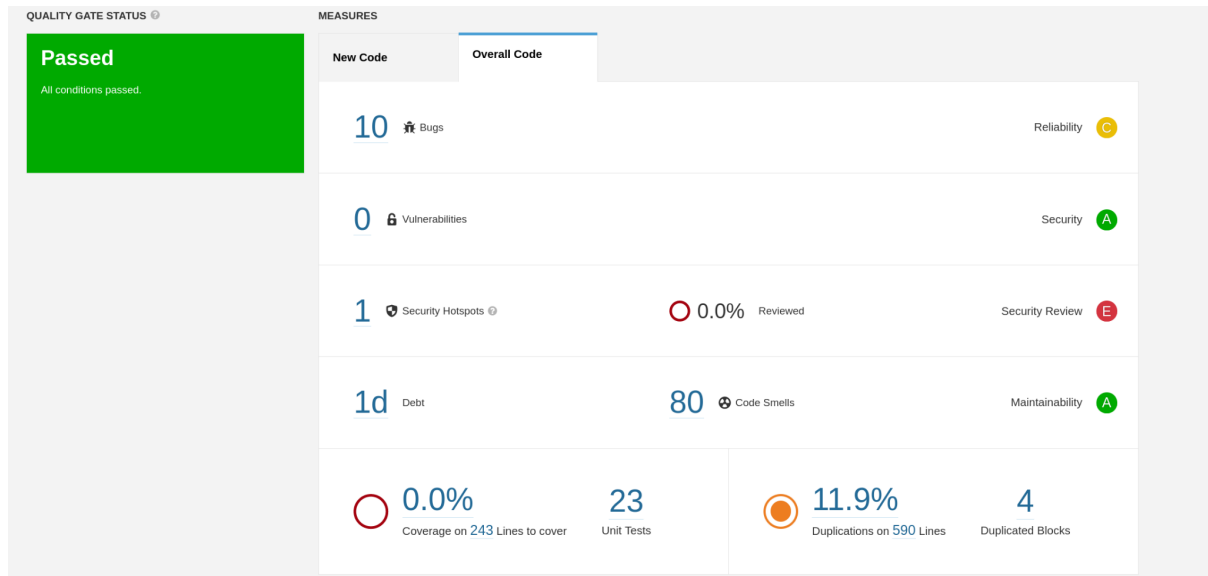 QUALITY GATE STATUS
MEASURES
Passed
All conditions passed.
New Code
Overall Code
10 Bugs
Reliability C
0 Vulnerabilities
Security A
1 Security Hotspots ?
0.0% Reviewed
Security Review E
1d Debt
80 Code Smells
Maintainability A
0.0%
Coverage on 243 Lines to cover
23
Unit Tests
11.9%
Duplications on 590 Lines
4
Duplicated Blocks